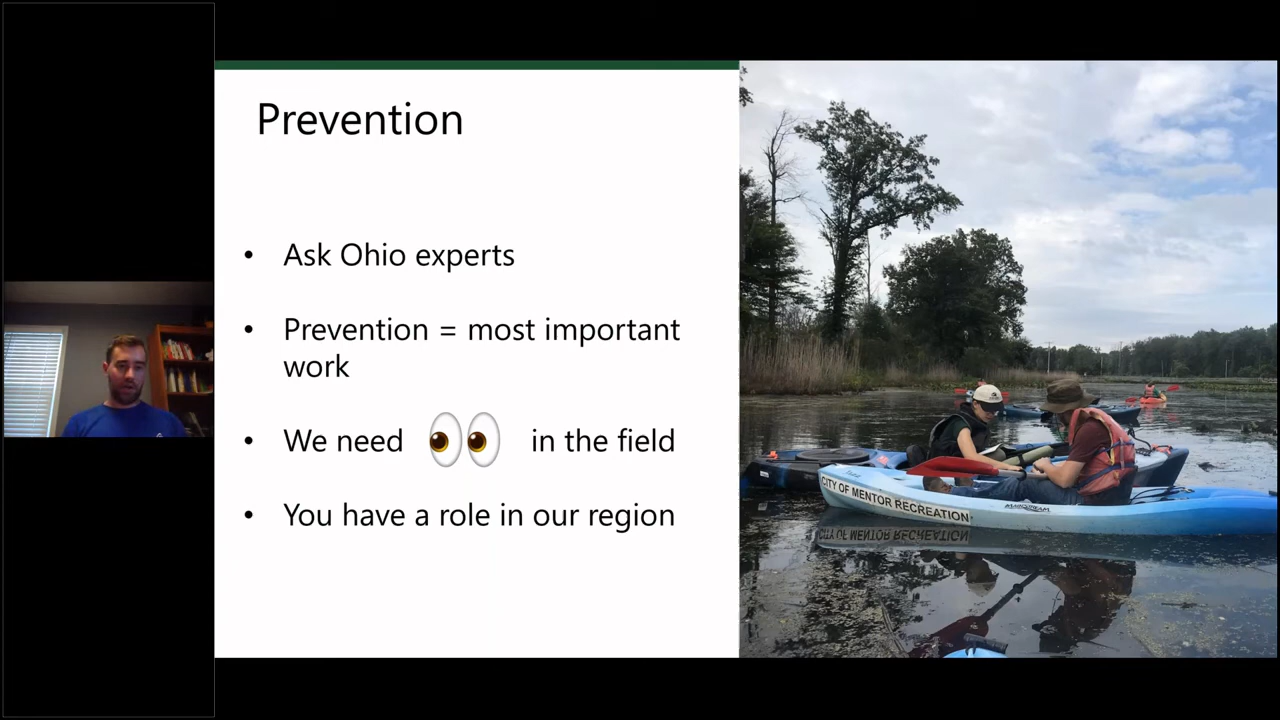 Prevention
• Ask Ohio experts
• Prevention = most important
work
• We need 👀 in the field
• You have a role in our region
CITY OF MENTOR RECREATION